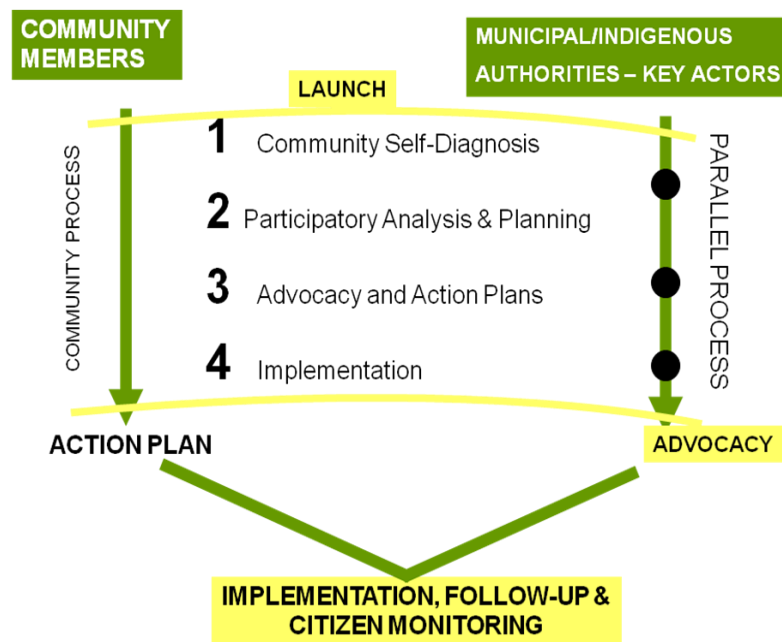 COMMUNITY
MEMBERS
MUNICIPAL/INDIGENOUS
AUTHORITIES – KEY ACTORS
LAUNCH
1 Community Self-Diagnosis
2 Participatory Analysis & Planning
3 Advocacy and Action Plans
4 Implementation
COMMUNITY PROCESS
PARALLEL PROCESS
ACTION PLAN
ADVOCACY
IMPLEMENTATION, FOLLOW-UP &
CITIZEN MONITORING